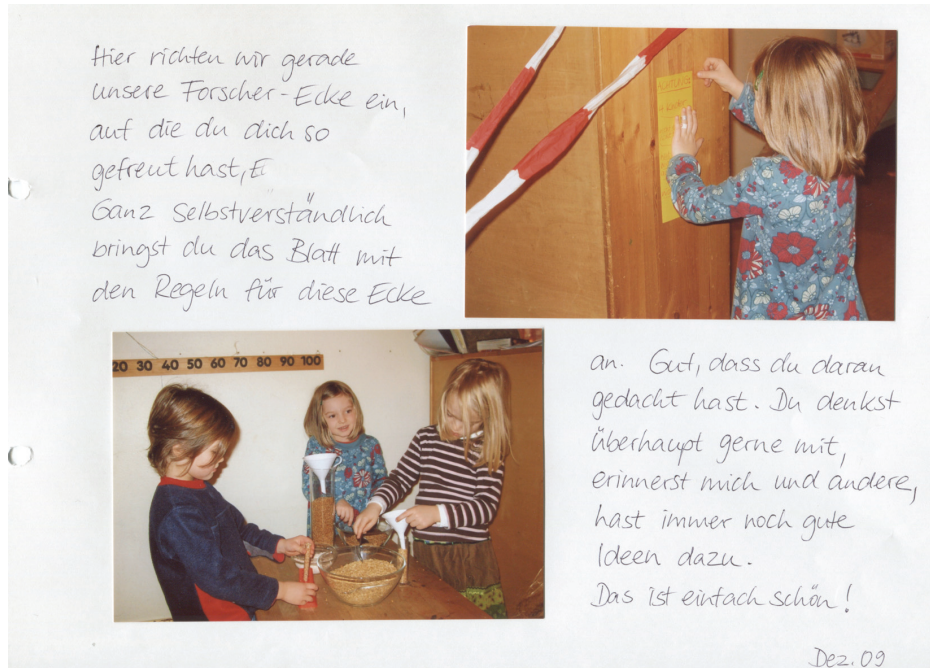 Hier richten wir gerade
unsere Forscher-Ecke ein,
auf die du dich so
gefreut hast, E
Ganz selbstverständlich
bringst du das Blatt mit
den Regeln für diese Ecke
20 30 40 50 60 70 80 90 100
an. Gut, dass du daran
gedacht hast. Du denkst
überhaupt gerne mit,
erinnerst mich und andere,
hast immer noch gute
Ideen dazu.
Das ist einfach schön!
Dez. 09